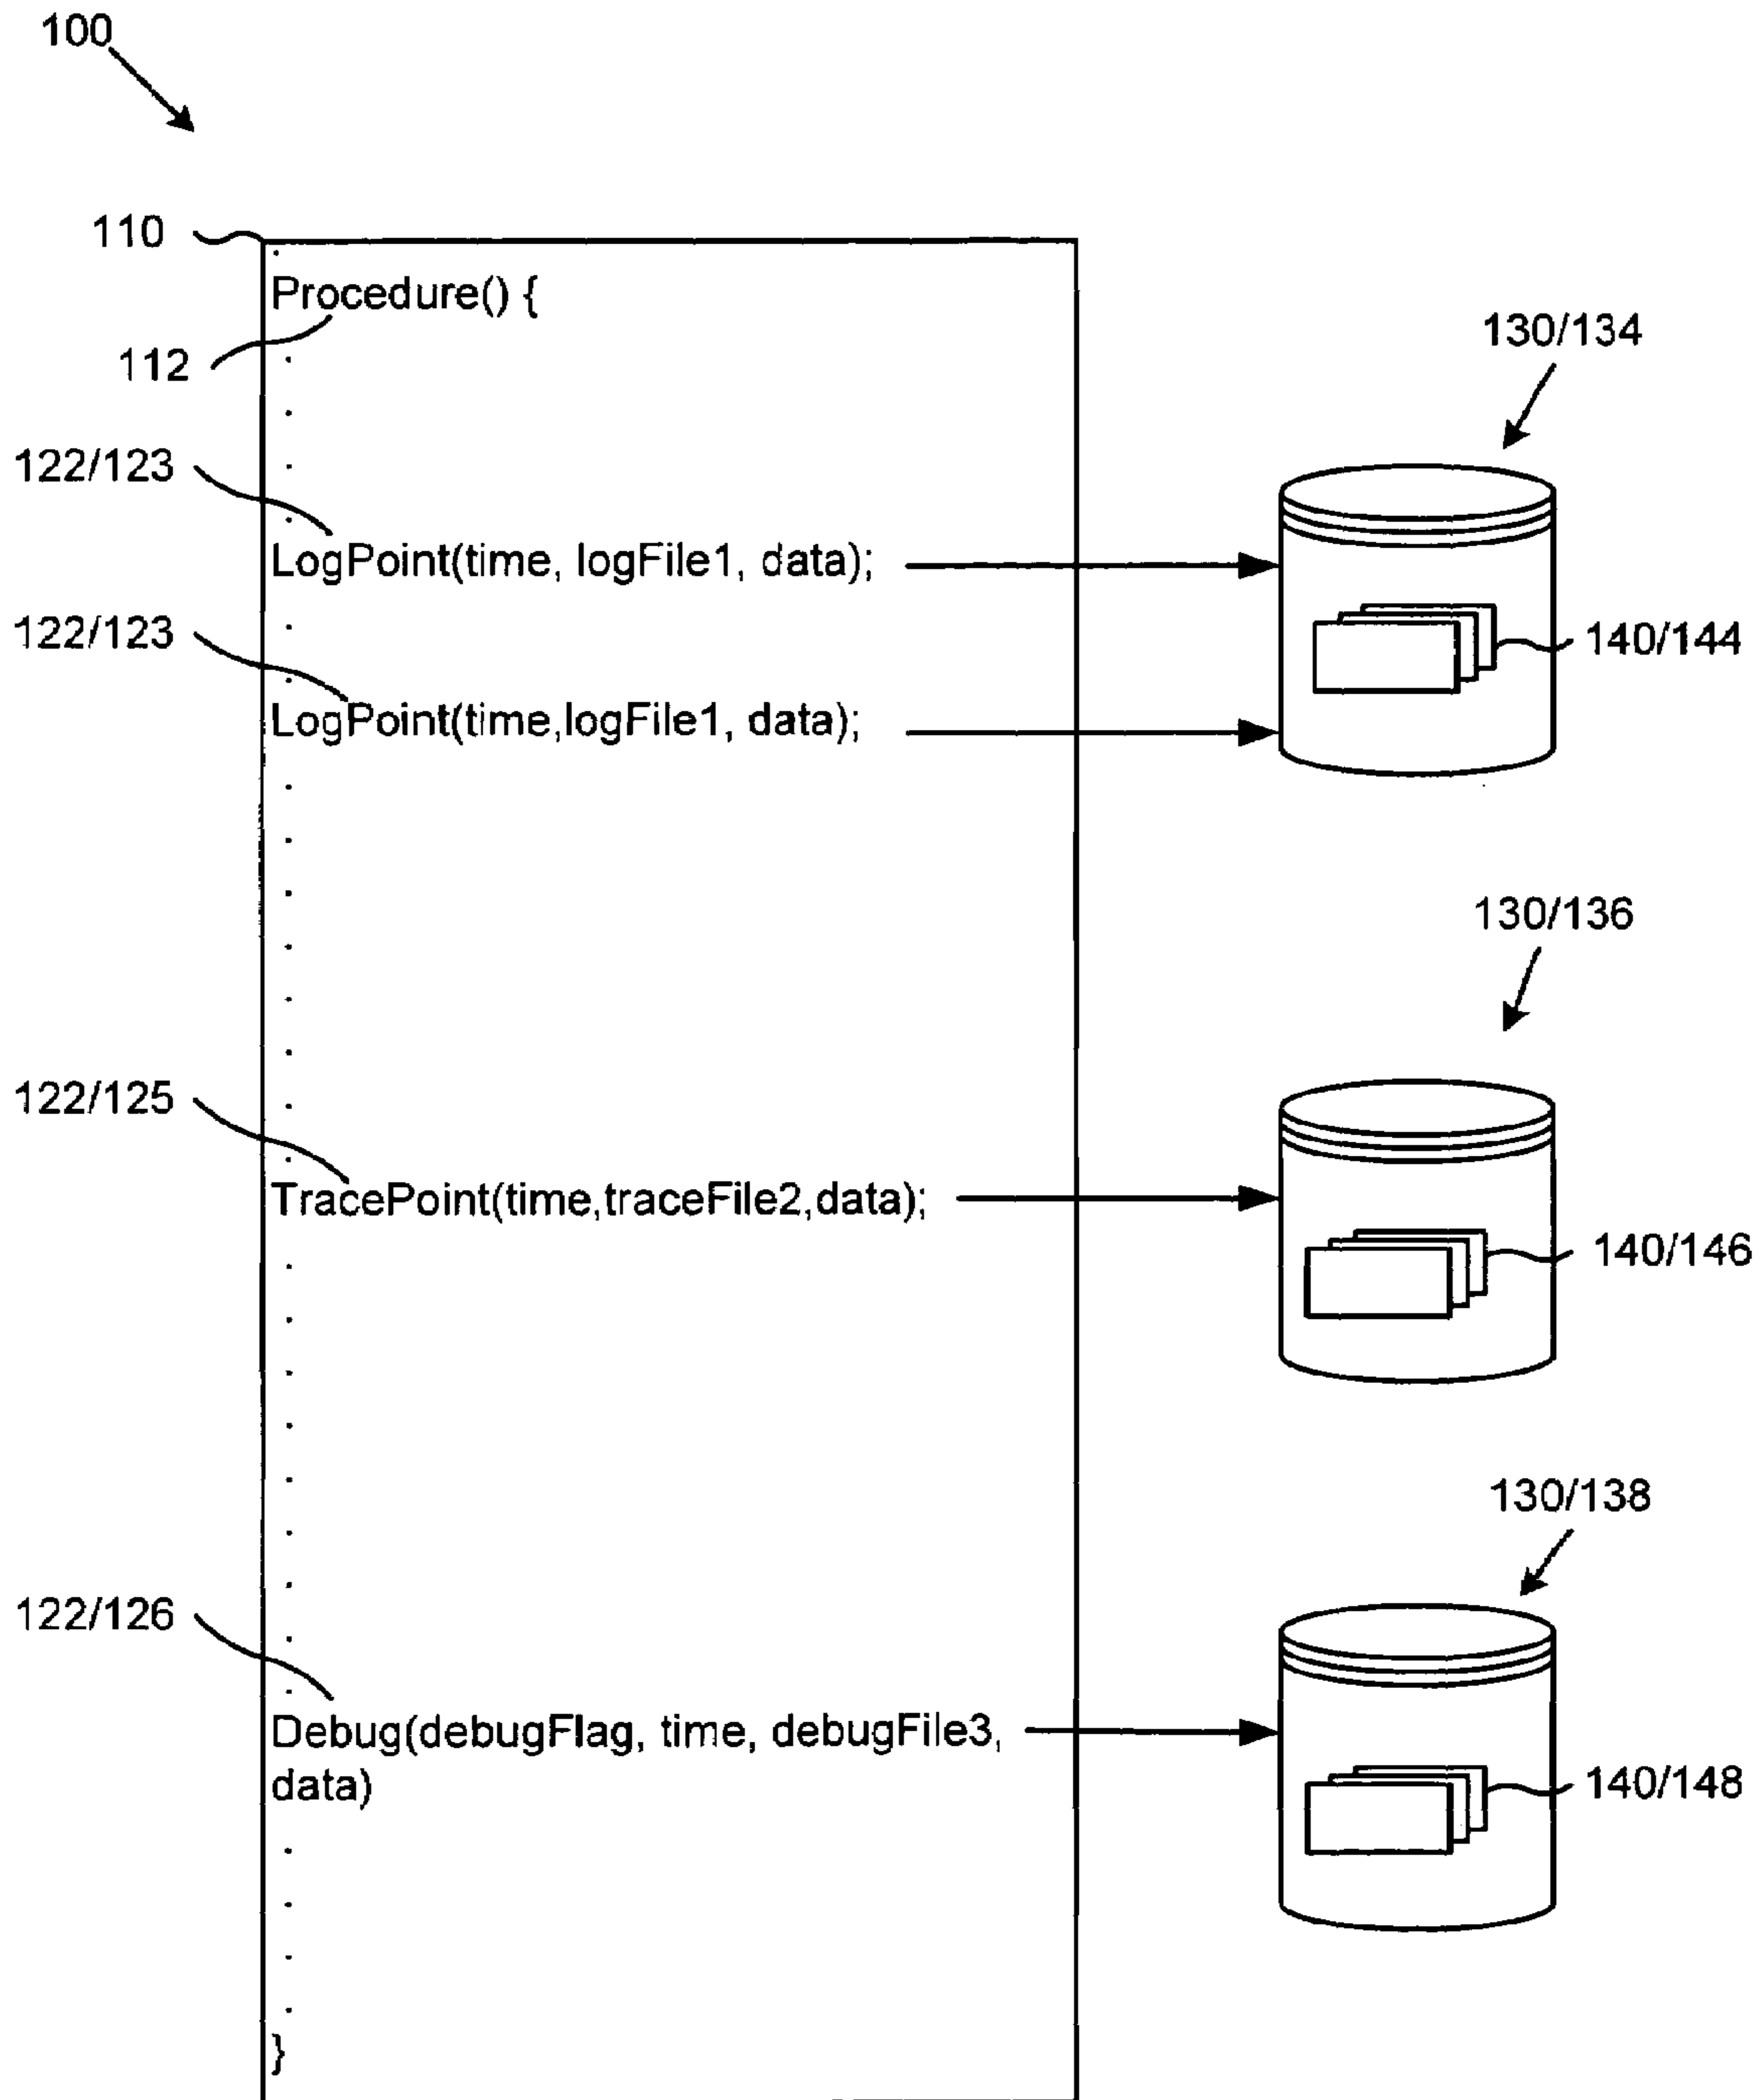 100
110
Procedure() {
112
130/134
122/123
LogPoint(time, logFile1, data);
122/123
140/144
LogPoint(time,logFile1, data);
130/136
122/125
TracePoint(time,traceFile2,data);
140/146
130/138
122/126
Debug(debugFlag, time, debugFile3,
data)
140/148
}